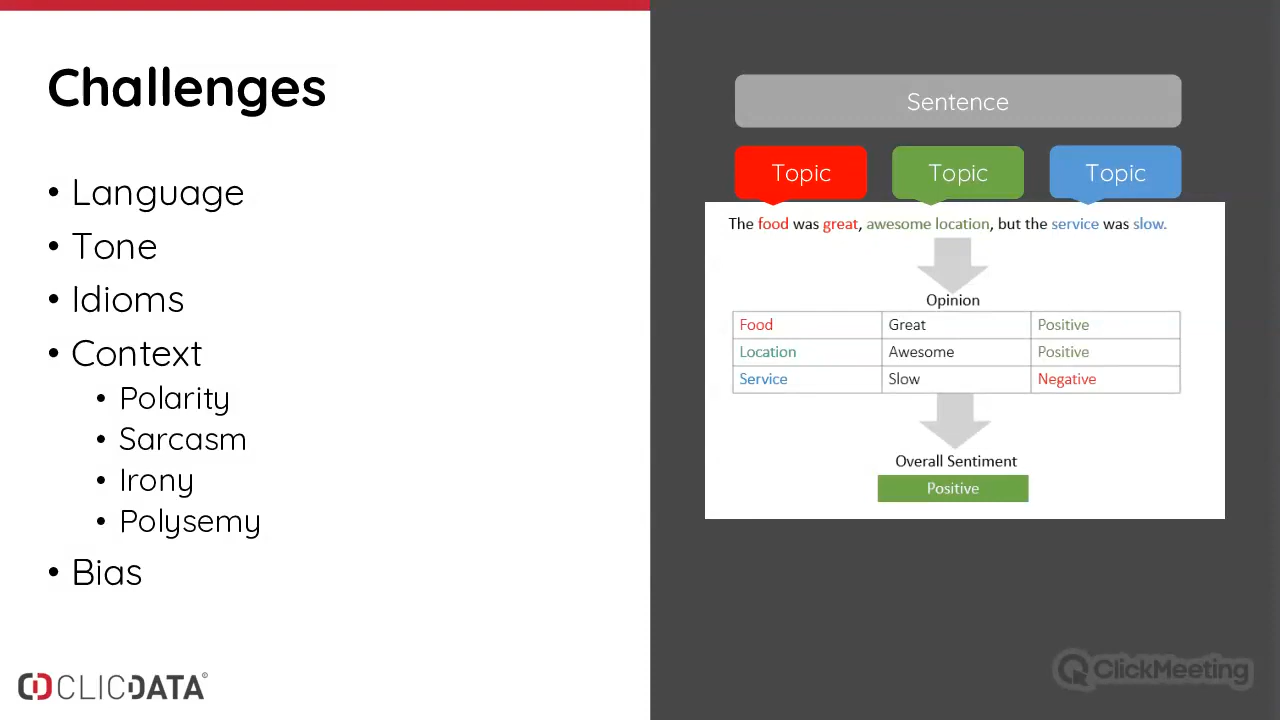 Challenges
• Language
• Tone
• Idioms
• Context
• Polarity
• Sarcasm
• Irony
• Polysemy
• Bias
CLICDATA
Sentence
Topic Topic Topic
The food was great, awesome location, but the service was slow.
Opinion
Food Great Positive
Location Awesome Positive
Service Slow Negative
Overall Sentiment
Positive
ClickMeeting